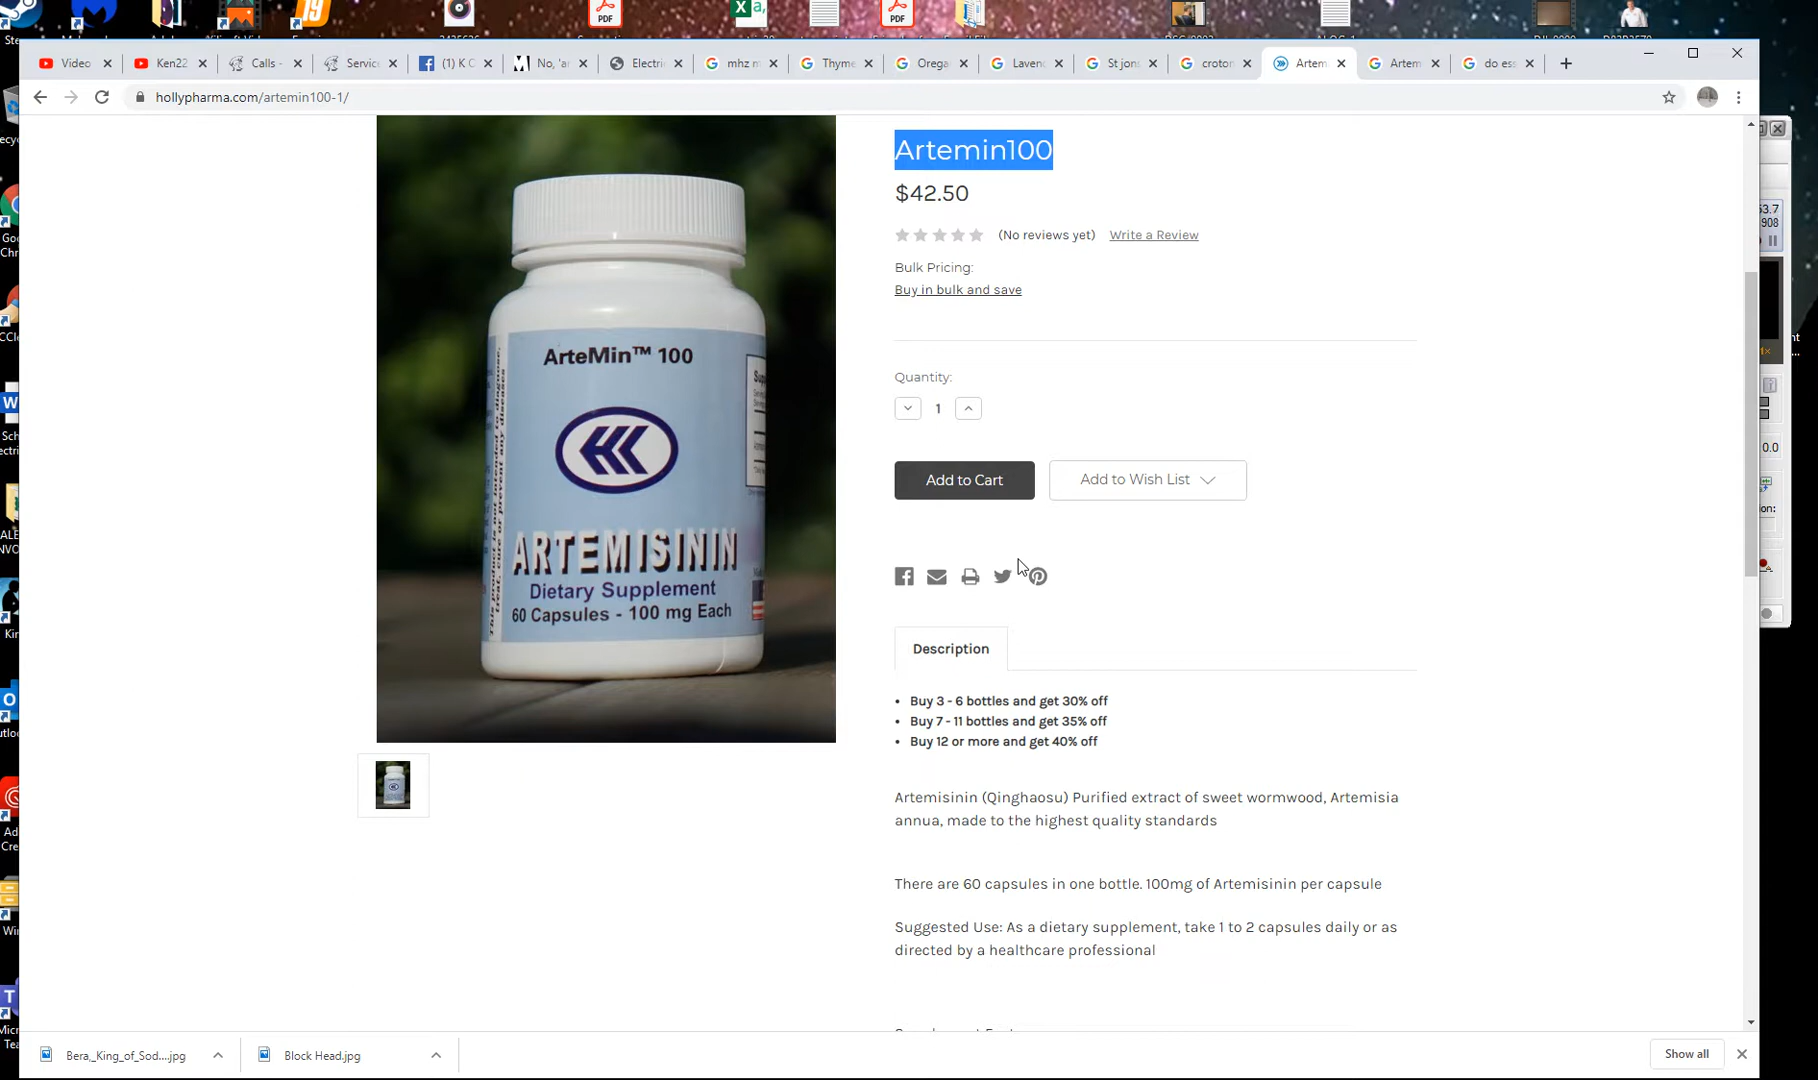 Video
Ken22
Calls -
Servic
(1) K C
No, 'ar
Electri
mhz m
Thyme
Orega
Laven
St jons
croton
Artem
Artem
do ess
hollypharma.com/artemin100-1/
Artemin100
$42.50
(No reviews yet) Write a Review
Bulk Pricing:
Buy in bulk and save
Quantity:
1
Add to Cart
Add to Wish List
ArteMin™ 100
ARTEMISININ
Dietary Supplement
60 Capsules - 100 mg Each
Description
• Buy 3 - 6 bottles and get 30% off
• Buy 7 - 11 bottles and get 35% off
• Buy 12 or more and get 40% off
Artemisinin (Qinghaosu) Purified extract of sweet wormwood, Artemisia
annua, made to the highest quality standards
There are 60 capsules in one bottle. 100mg of Artemisinin per capsule
Suggested Use: As a dietary supplement, take 1 to 2 capsules daily or as
directed by a healthcare professional
Bera,_King_of_Sod....jpg
Block Head.jpg
Show all